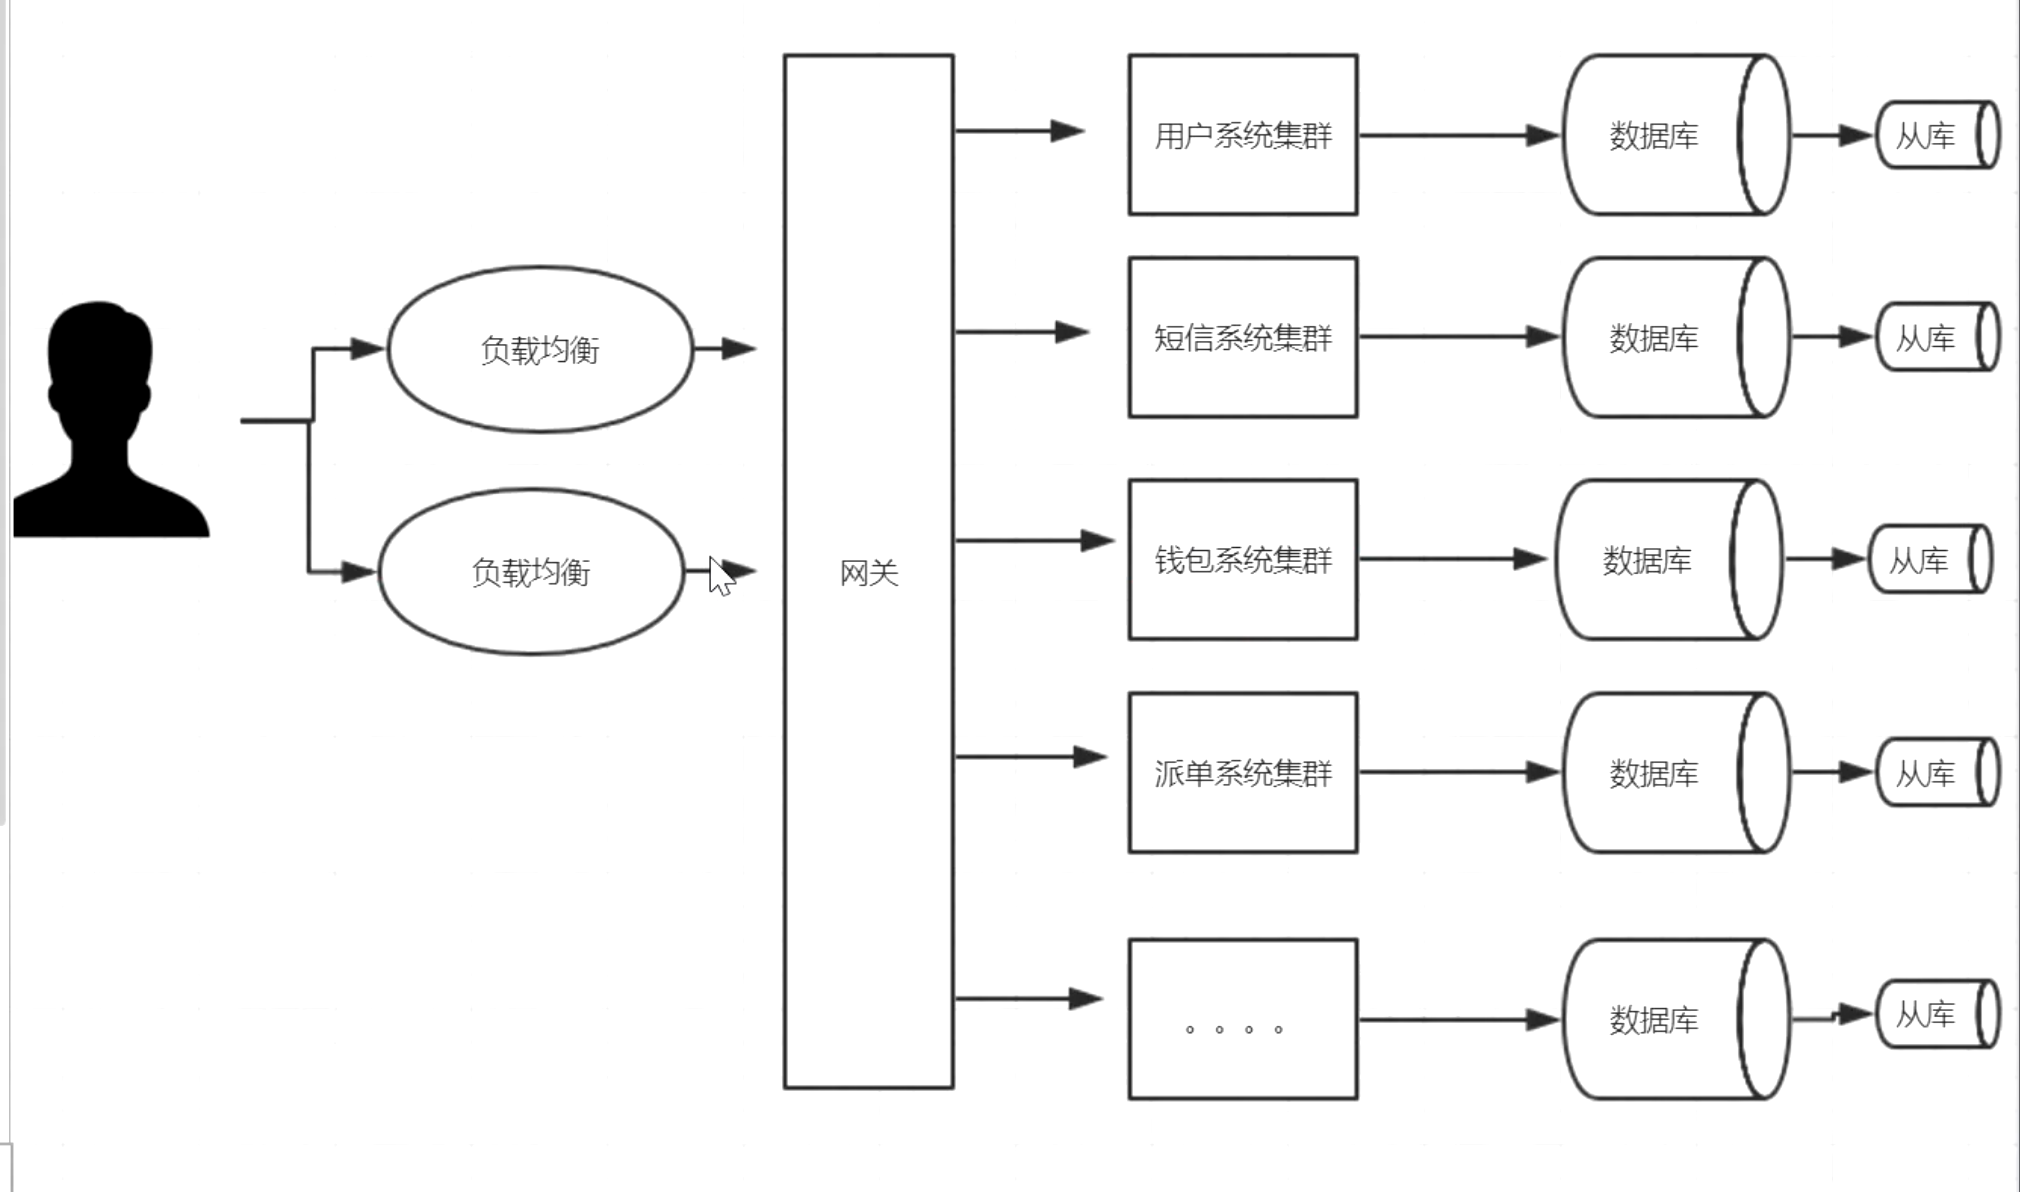 用户系统集群
数据库
从库
负载均衡
短信系统集群
数据库
从库
负载均衡
网关
钱包系统集群
数据库
从库
派单系统集群
数据库
从库
。。。。
数据库
从库